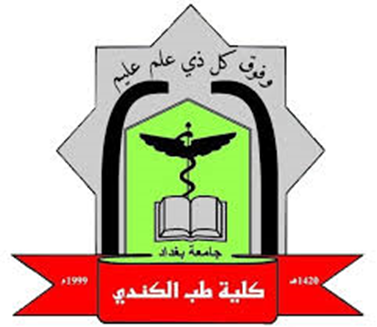 وفوق كل ذي علم عليم
جامعة بغداد
1420هـ
كلية طب الكندي
1999م